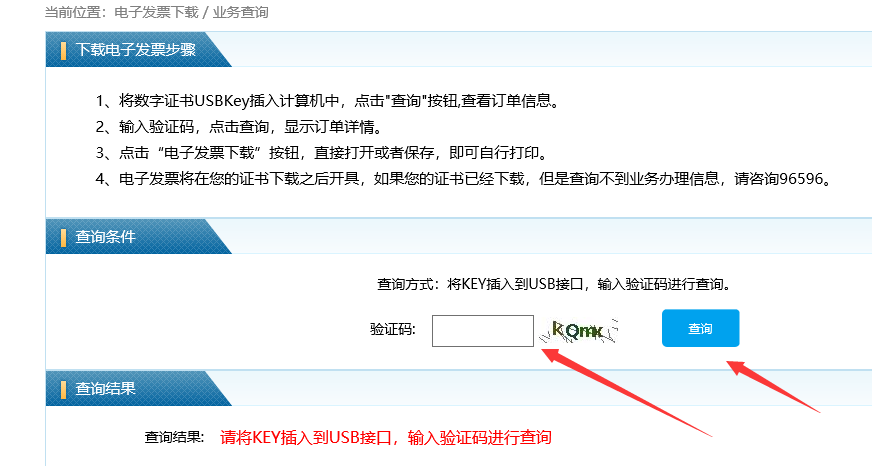 当前位置：电子发票下载 / 业务查询
下载电子发票步骤
1、将数字证书USBKey插入计算机中，点击"查询"按钮,查看订单信息。
2、输入验证码，点击查询，显示订单详情。
3、点击“电子发票下载”按钮，直接打开或者保存，即可自行打印。
4、电子发票将在您的证书下载之后开具，如果您的证书已经下载，但是查询不到业务办理信息，请咨询96596。
查询条件
查询方式：将KEY插入到USB接口，输入验证码进行查询。
验证码: kQmk 查询
查询结果
查询结果: 请将KEY插入到USB接口，输入验证码进行查询